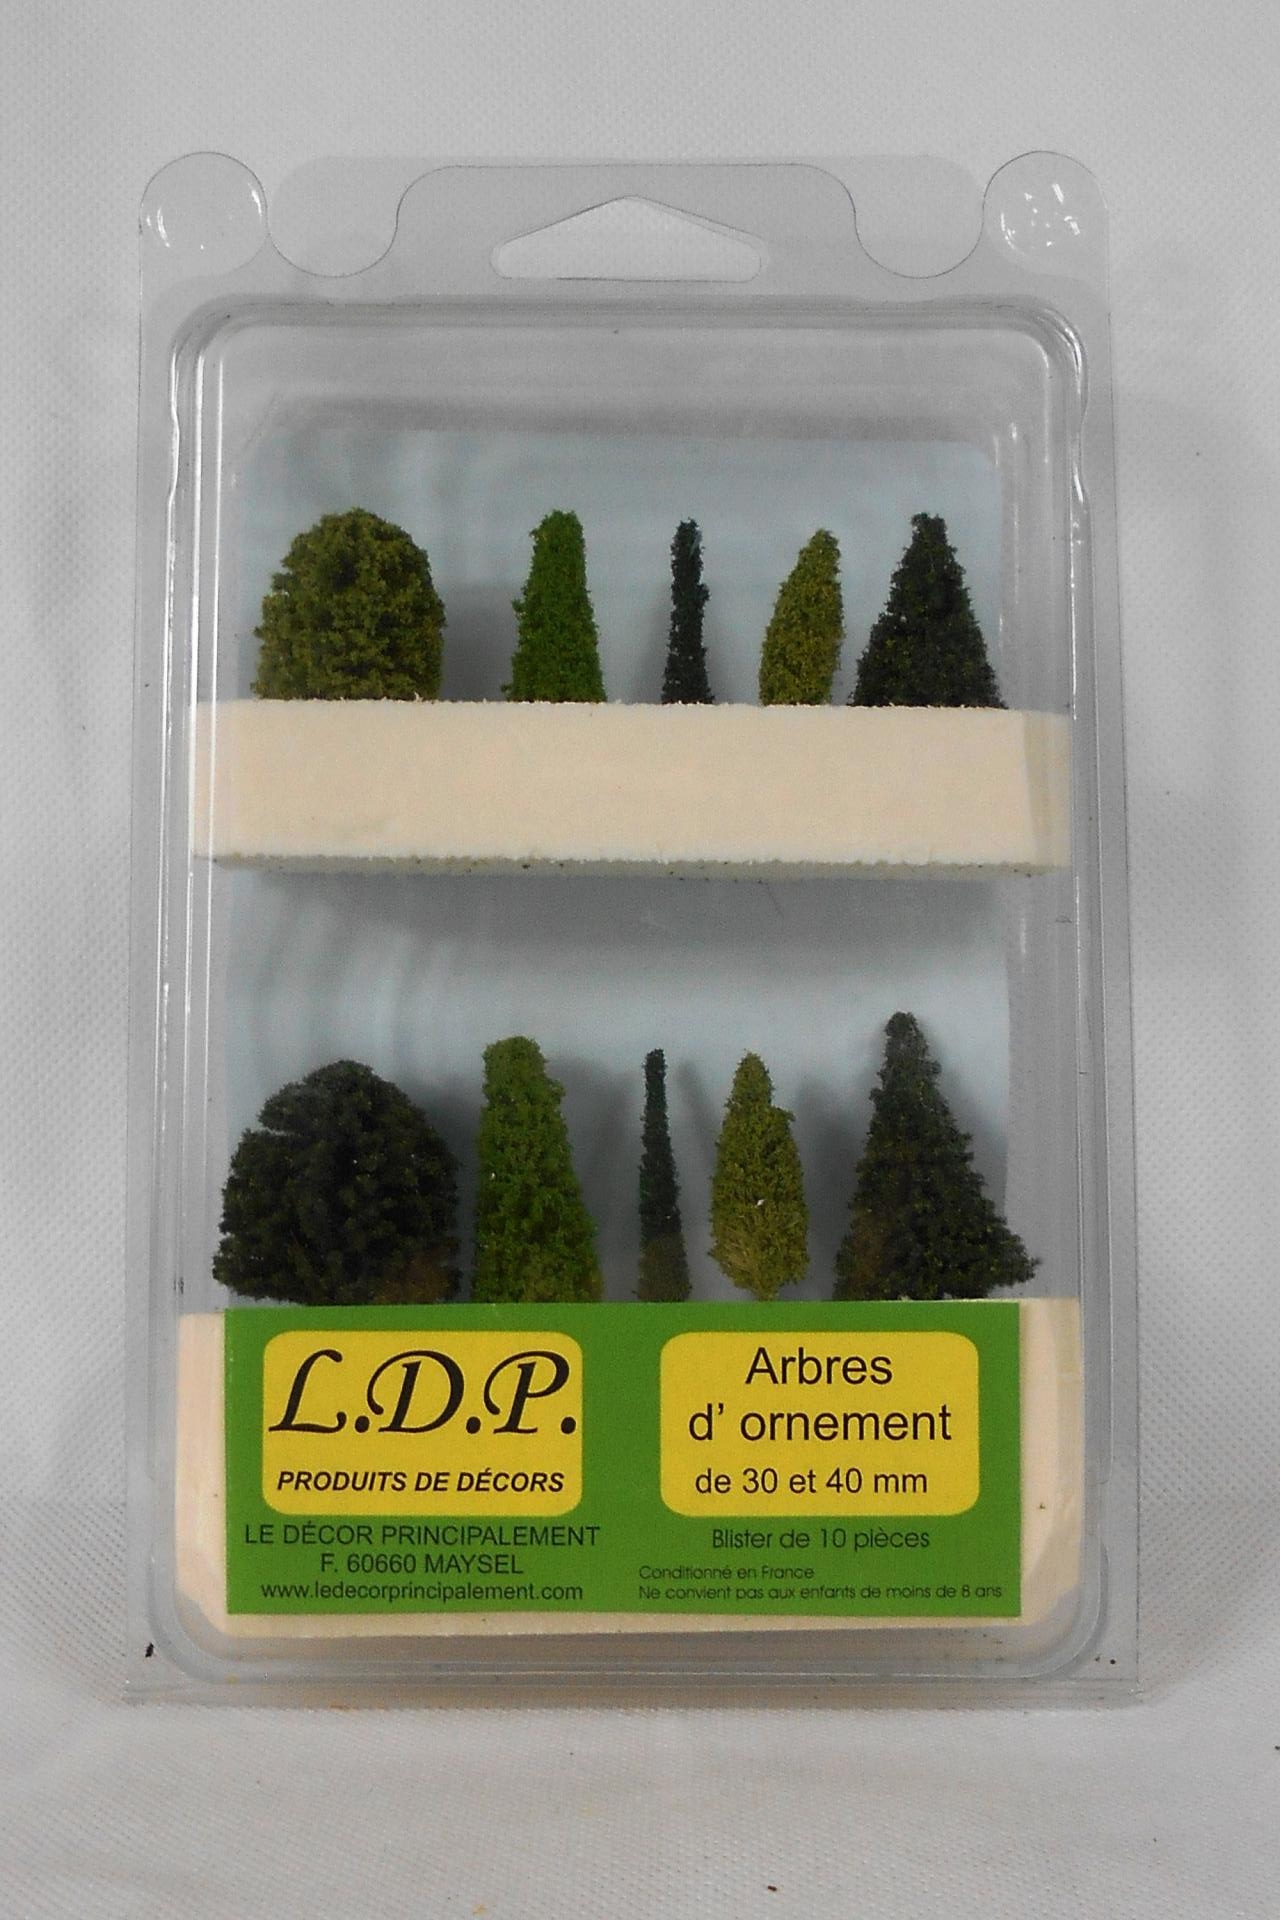 L.D.P.
PRODUITS DE DÉCORS
LE DÉCOR PRINCIPALEMENT
F. 60660 MAYSEL
www.ledecorprincipalement.com
Arbres
d' ornement
de 30 et 40 mm
Blister de 10 pièces
Conditionné en France
Ne convient pas aux enfants de moins de 8 ans